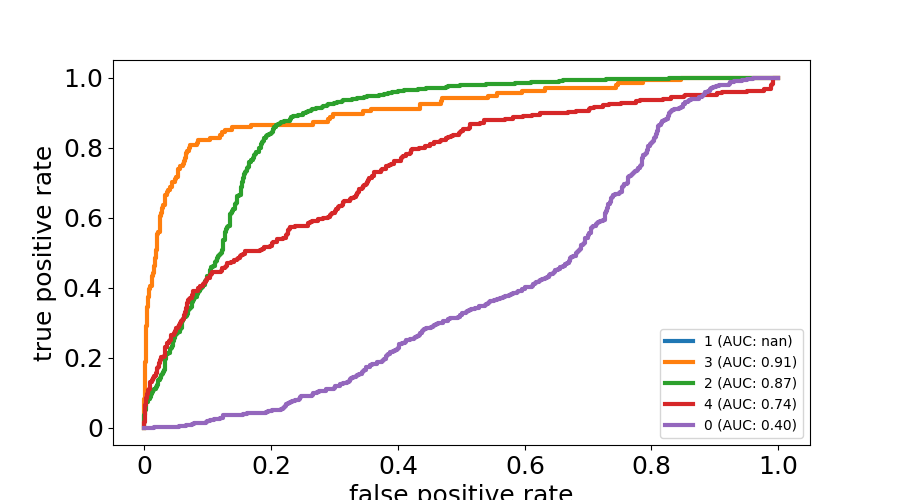 1.0
0.8
0.6
0.4
0.2
0
true positive rate
1 (AUC: nan)
3 (AUC: 0.91)
2 (AUC: 0.87)
4 (AUC: 0.74)
0 (AUC: 0.40)
0 0.2 0.4 0.6 0.8 1.0
false positive rate